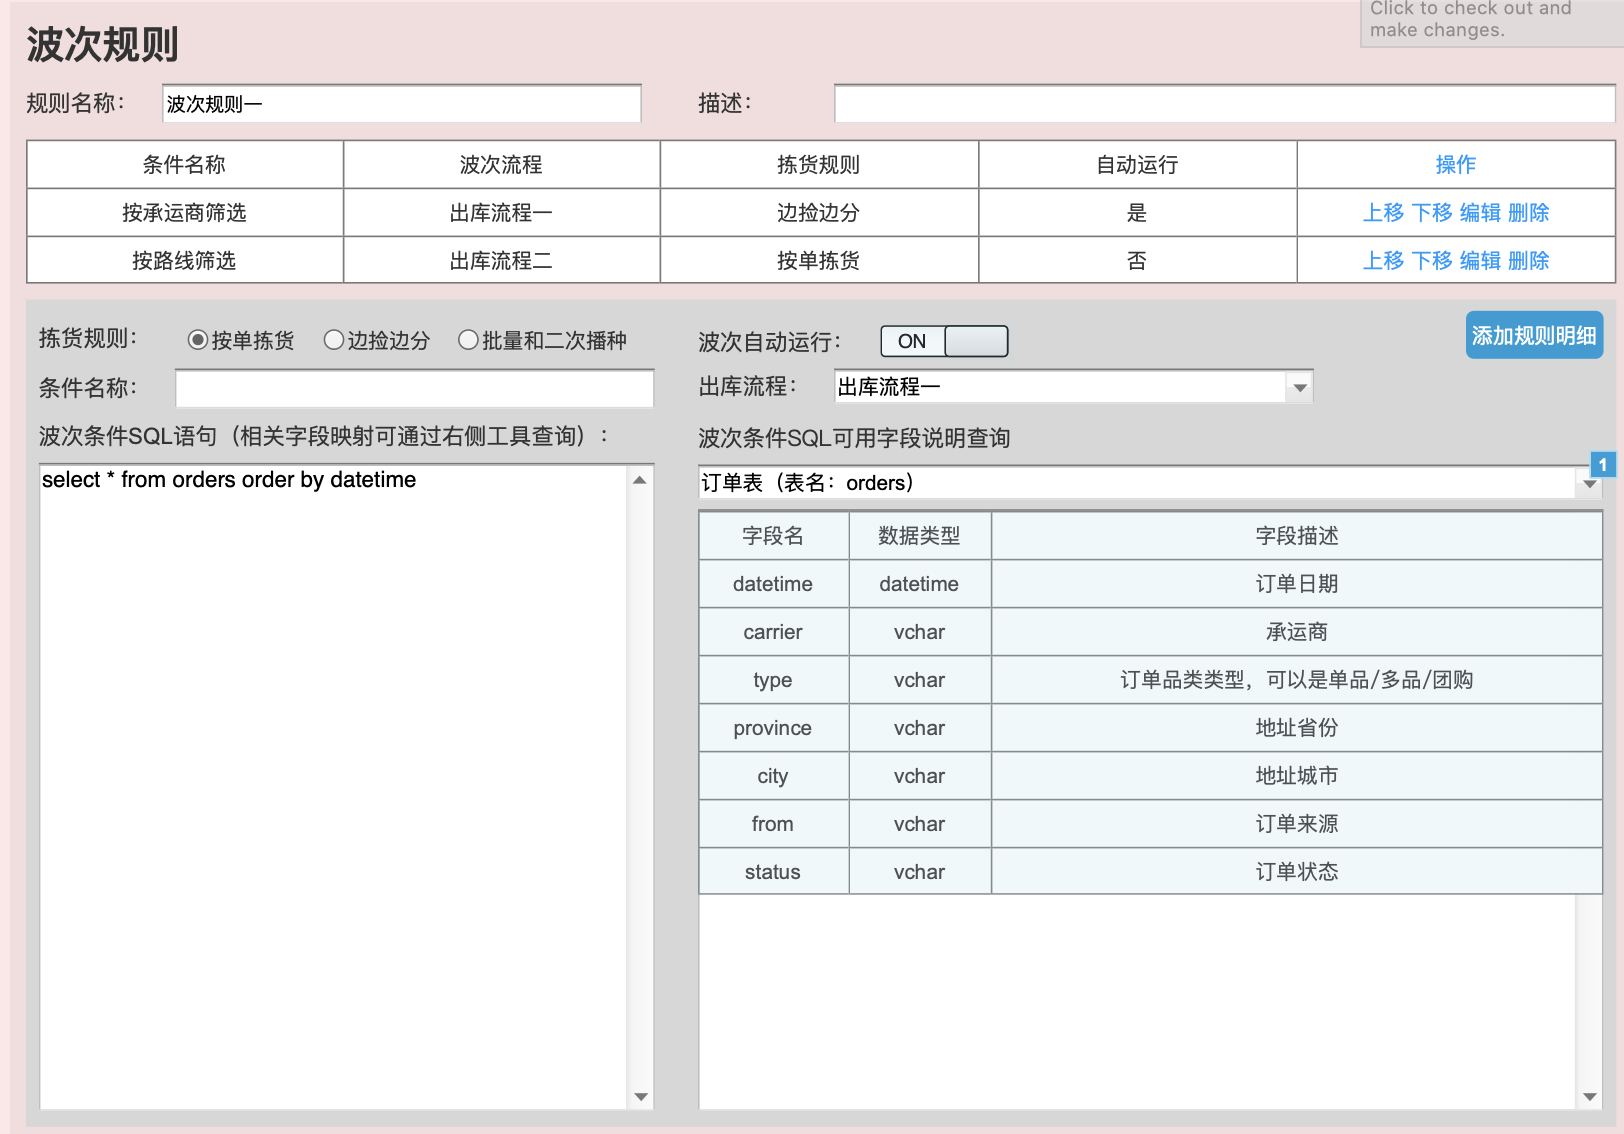 Click to check out and
make changes.
波次规则
规则名称： 波次规则一 描述：
条件名称 波次流程 拣货规则 自动运行 操作
按承运商筛选 出库流程一 边捡边分 是 上移 下移 编辑 删除
按路线筛选 出库流程二 按单拣货 否 上移 下移 编辑 删除
拣货规则： 按单拣货 边捡边分 批量和二次播种 波次自动运行： ON 添加规则明细
条件名称： 出库流程： 出库流程一
波次条件SQL语句（相关字段映射可通过右侧工具查询）： 波次条件SQL可用字段说明查询
1
select * from orders order by datetime 订单表（表名：orders）
字段名 数据类型 字段描述
datetime datetime 订单日期
carrier vchar 承运商
type vchar 订单品类类型，可以是单品/多品/团购
province vchar 地址省份
city vchar 地址城市
from vchar 订单来源
status vchar 订单状态